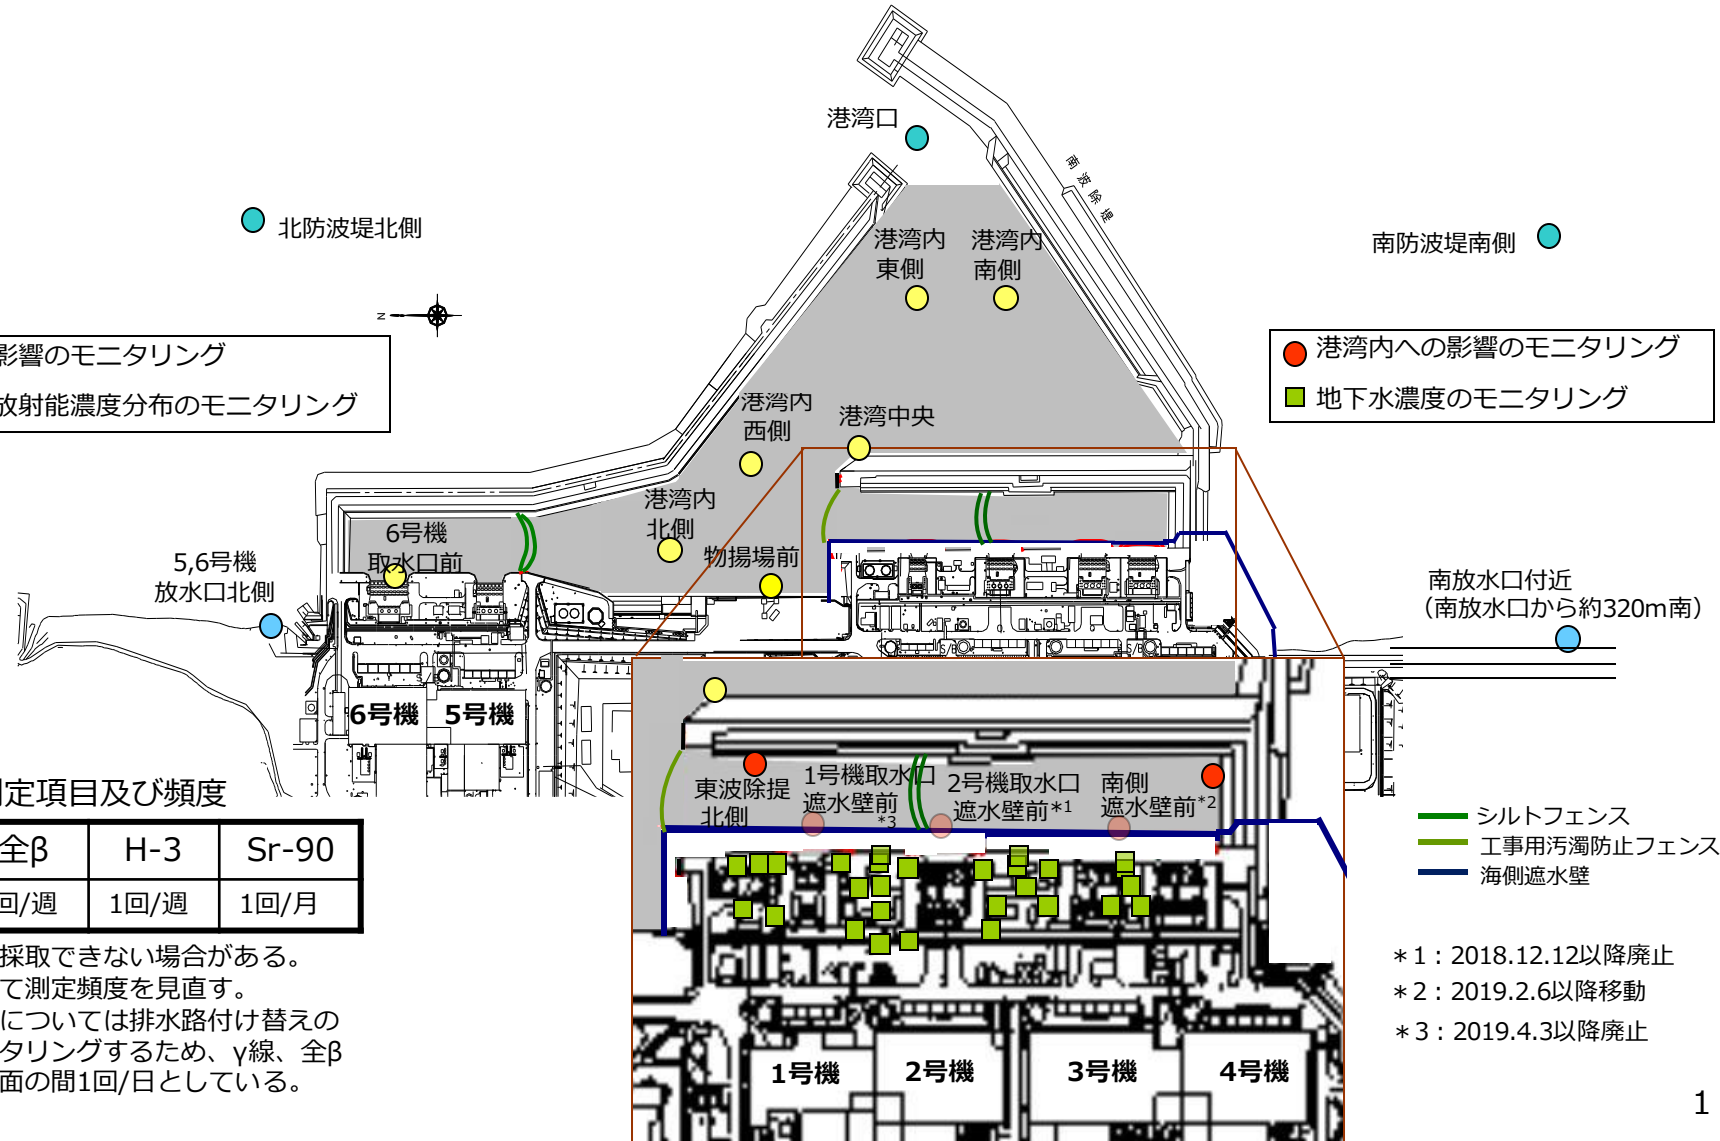 港湾口
南波除堤
北防波堤北側
港湾内
東側
港湾内
南側
南防波堤南側
N
影響のモニタリング
放射能濃度分布のモニタリング
港湾内への影響のモニタリング
地下水濃度のモニタリング
港湾内
西側
港湾中央
港湾内
北側
6号機
取水口前
物揚場前
5,6号機
放水口北側
南放水口付近
（南放水口から約320m南）
S/B
S/B
S/B
6号機
5号機
東波除堤
北側
1号機取水口
遮水壁前
*3
2号機取水口
遮水壁前*1
南側
遮水壁前*2
定項目及び頻度
全β H-3 Sr-90
回/週 1回/週 1回/月
シルトフェンス
工事用汚濁防止フェンス
海側遮水壁
採取できない場合がある。
て測定頻度を見直す。
については排水路付け替えの
タリングするため、γ線、全β
面の間1回/日としている。
＊1：2018.12.12以降廃止
＊2：2019.2.6以降移動
＊3：2019.4.3以降廃止
1号機
2号機
3号機
4号機
1